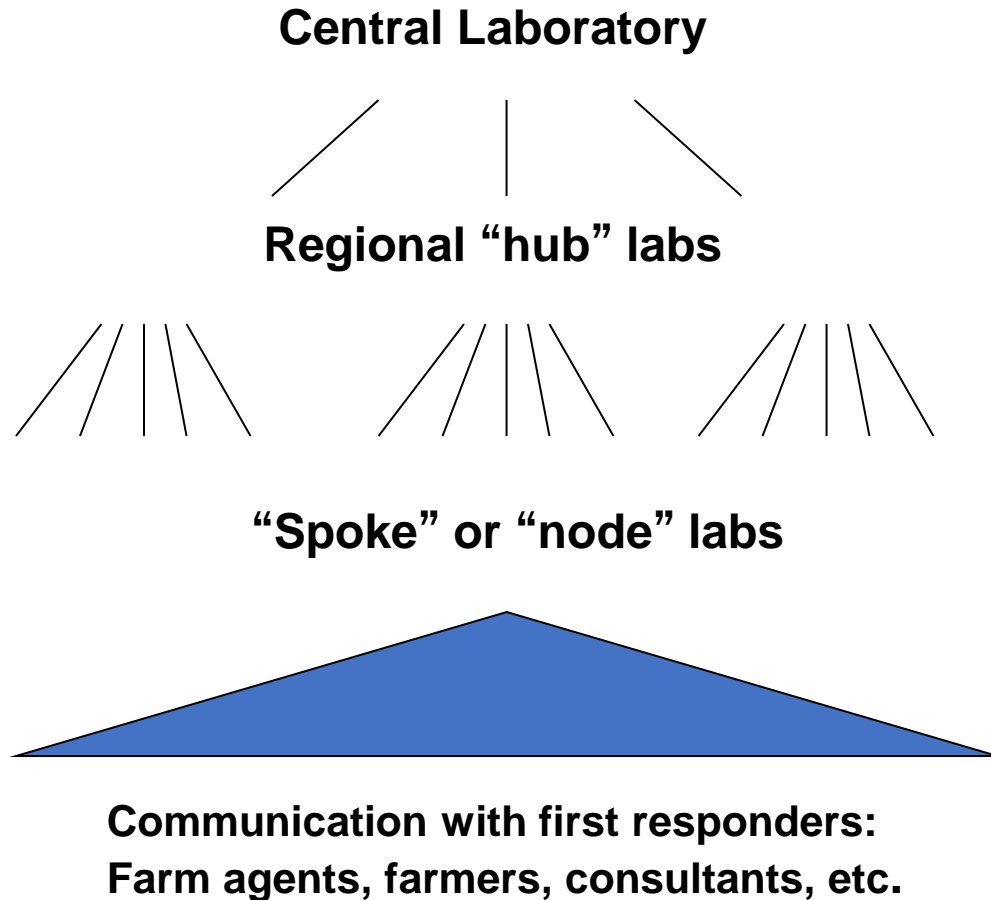 Central Laboratory
Regional “hub” labs
“Spoke” or “node” labs
Communication with first responders:
Farm agents, farmers, consultants, etc.